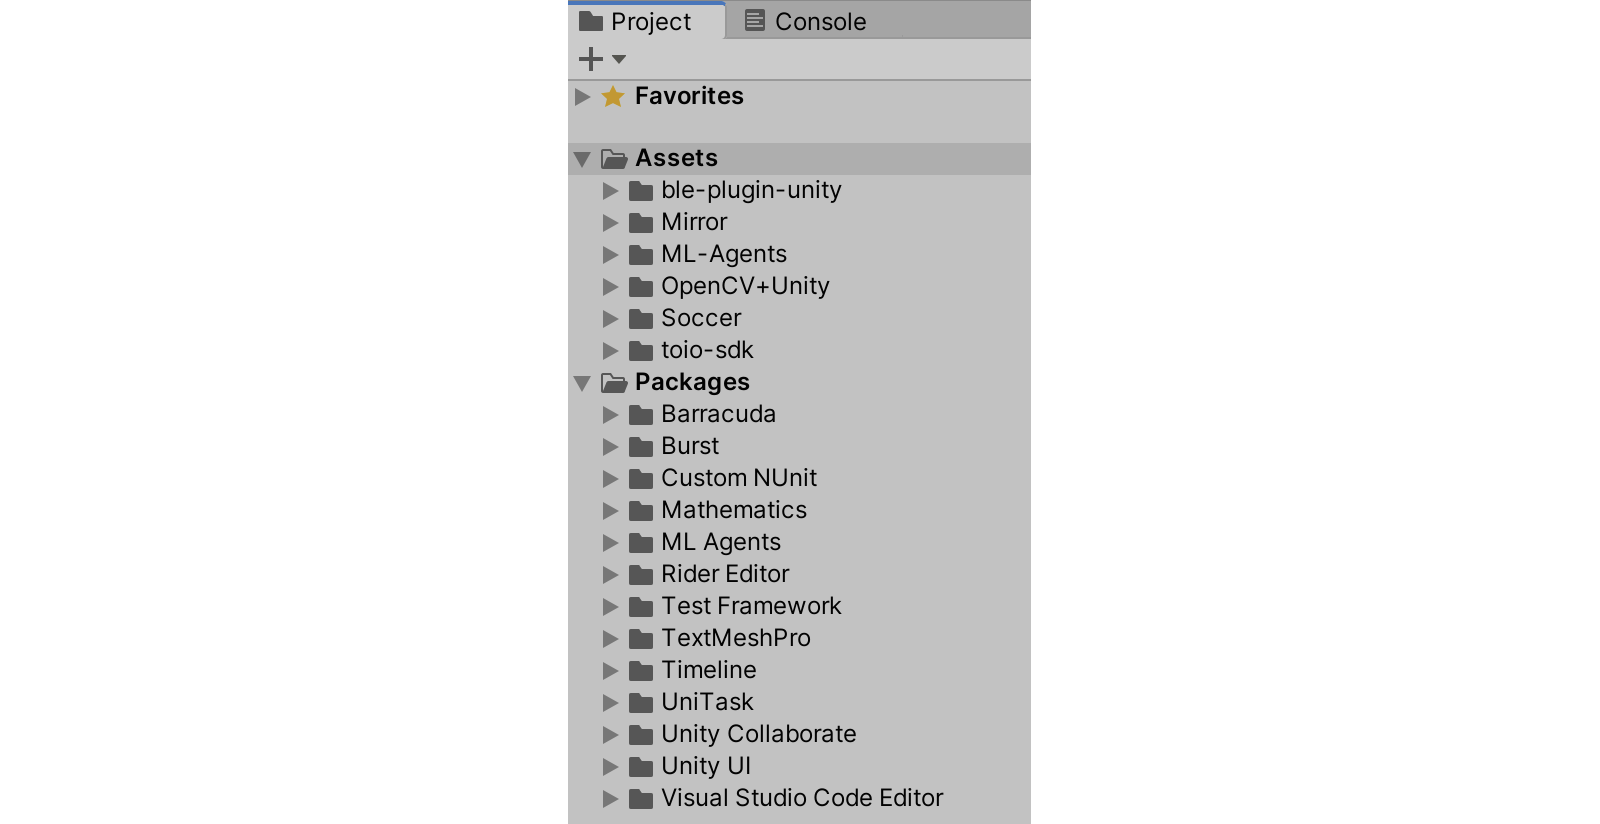 Project Console
Favorites
Assets
ble-plugin-unity
Mirror
ML-Agents
OpenCV+Unity
Soccer
toio-sdk
Packages
Barracuda
Burst
Custom NUnit
Mathematics
ML Agents
Rider Editor
Test Framework
TextMeshPro
Timeline
UniTask
Unity Collaborate
Unity UI
Visual Studio Code Editor